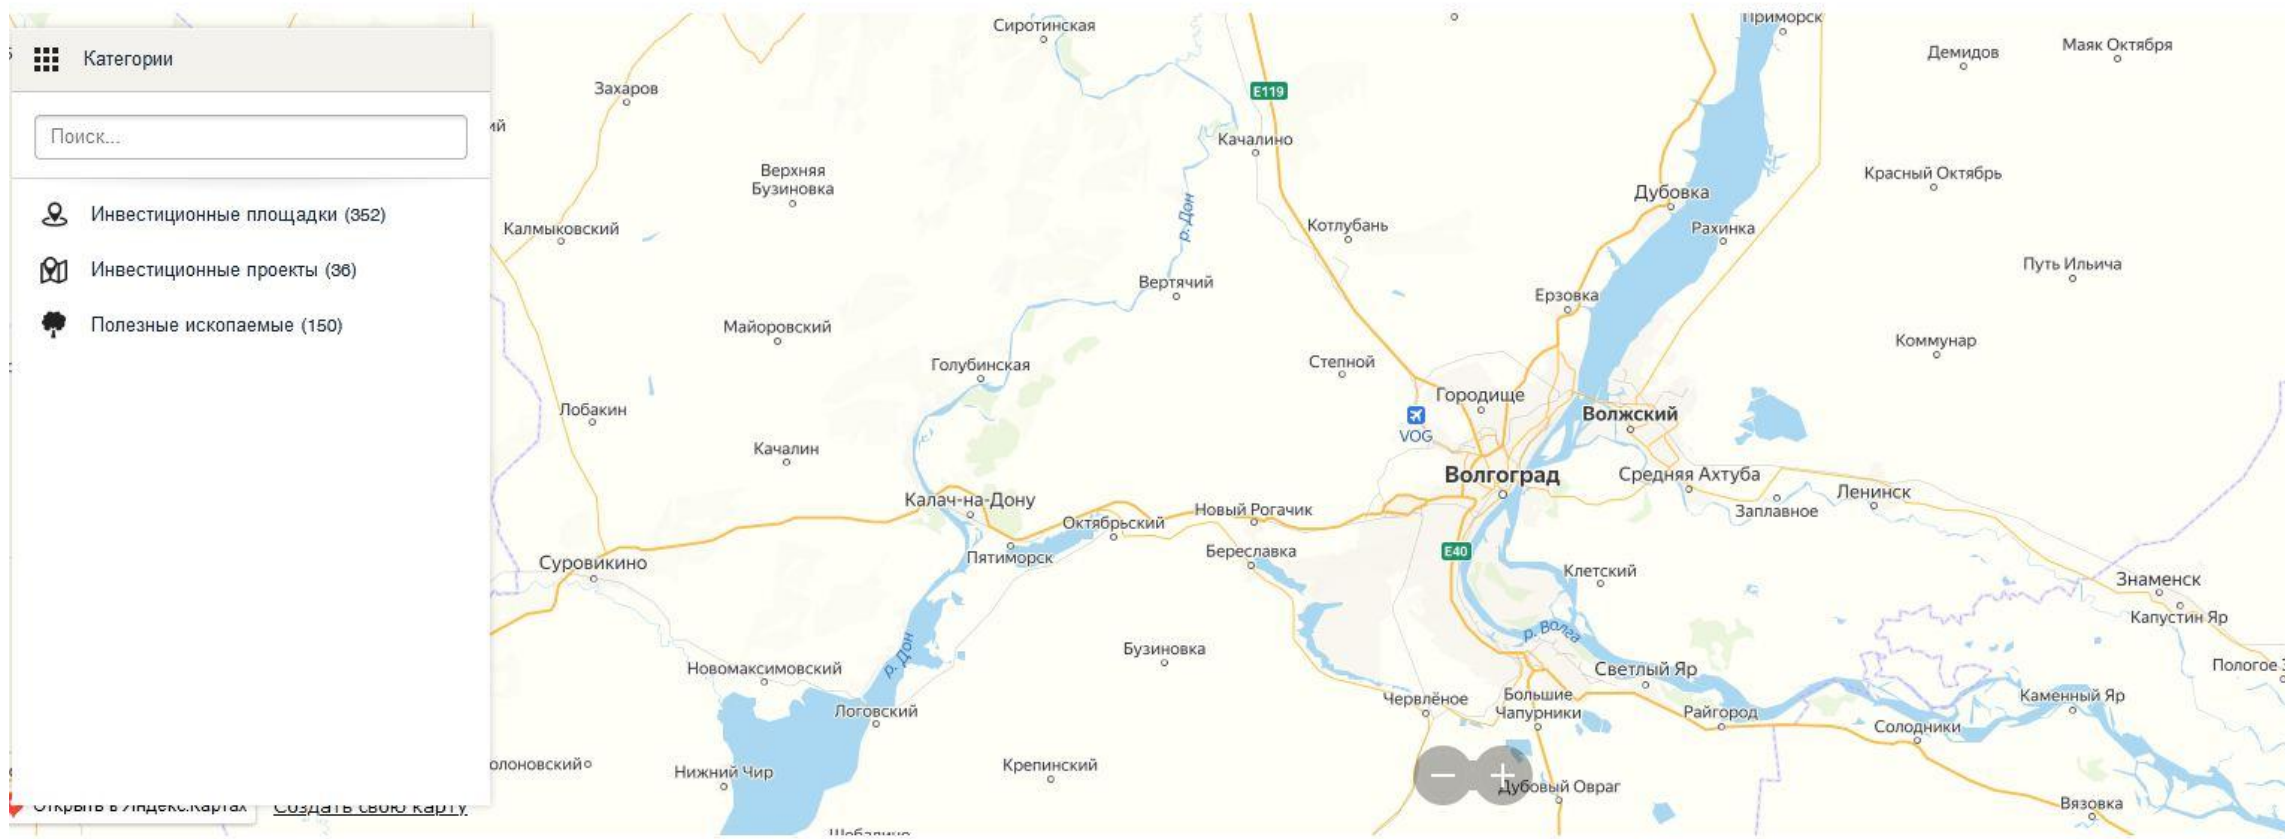 Категории
Поиск...
Инвестиционные площадки (352)
Инвестиционные проекты (36)
Полезные ископаемые (150)
Открыть в Яндекс.Картах
Создать свою карту
Сиротинская
Приморск
Демидов
Маяк Октября
Захаров
E119
Качалино
Верхняя
Бузиновка
Красный Октябрь
Дубовка
р. Дон
Калмыковский
Котлубань
Рахинка
Путь Ильича
Вертячий
Ерзовка
Майоровский
Коммунар
Голубинская
Степной
Городище
Лобакин
Волжский
VOG
Качалин
Волгоград
Средняя Ахтуба
Ленинск
Калач-на-Дону
Новый Рогачик
Заплавное
Октябрьский
Пятиморск
Береславка
E40
Суровикино
Клетский
Знаменск
Капустин Яр
р. Волга
р. Дон
Бузиновка
Новомаксимовский
Светлый Яр
Пологое
Червлёное
Большие
Чапурники
Каменный Яр
Логовский
Райгород
Солодники
олоновский
Нижний Чир
Крепинский
Дубовый Овраг
Вязовка